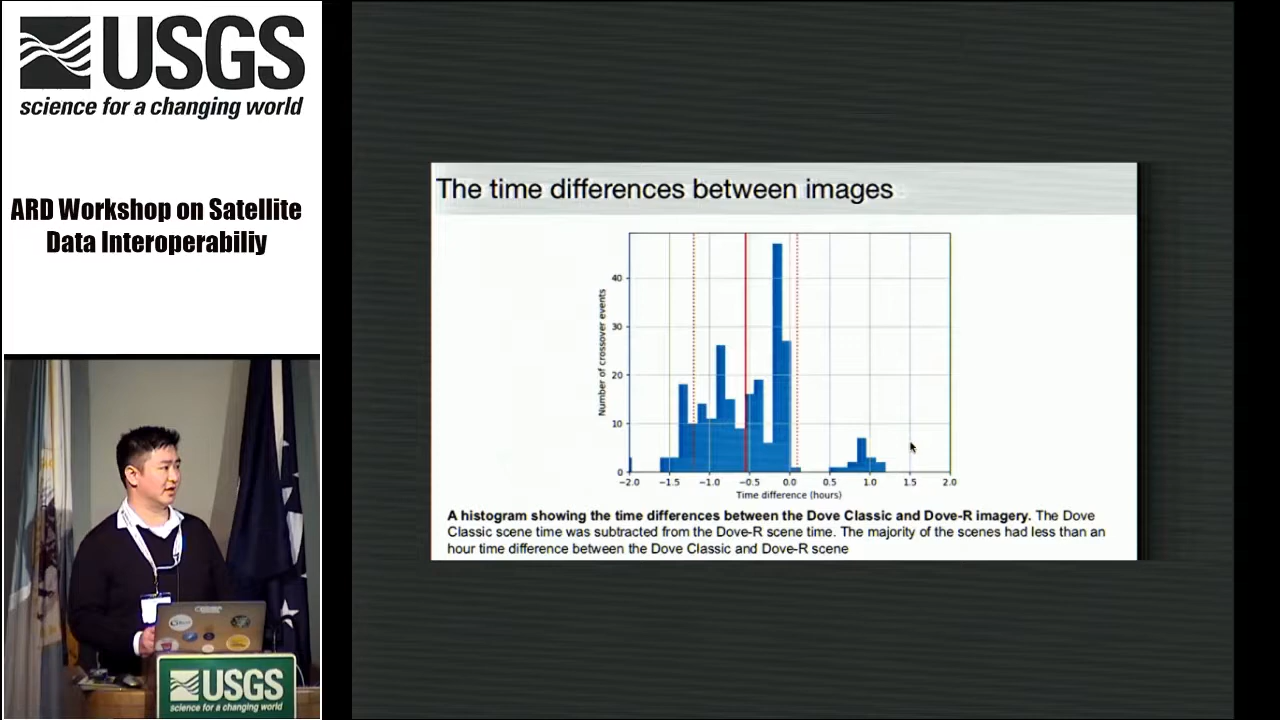 USGS
science for a changing world
ARD Workshop on Satellite
Data Interoperabiliy
The time differences between images
Number of crossover events
40
30
20
10
0
−2.0 −1.5 −1.0 −0.5 0.0 0.5 1.0 1.5 2.0
Time difference (hours)
A histogram showing the time differences between the Dove Classic and Dove-R imagery. The Dove
Classic scene time was subtracted from the Dove-R scene time. The majority of the scenes had less than an
hour time difference between the Dove Classic and Dove-R scene
USGS
science for a changing world